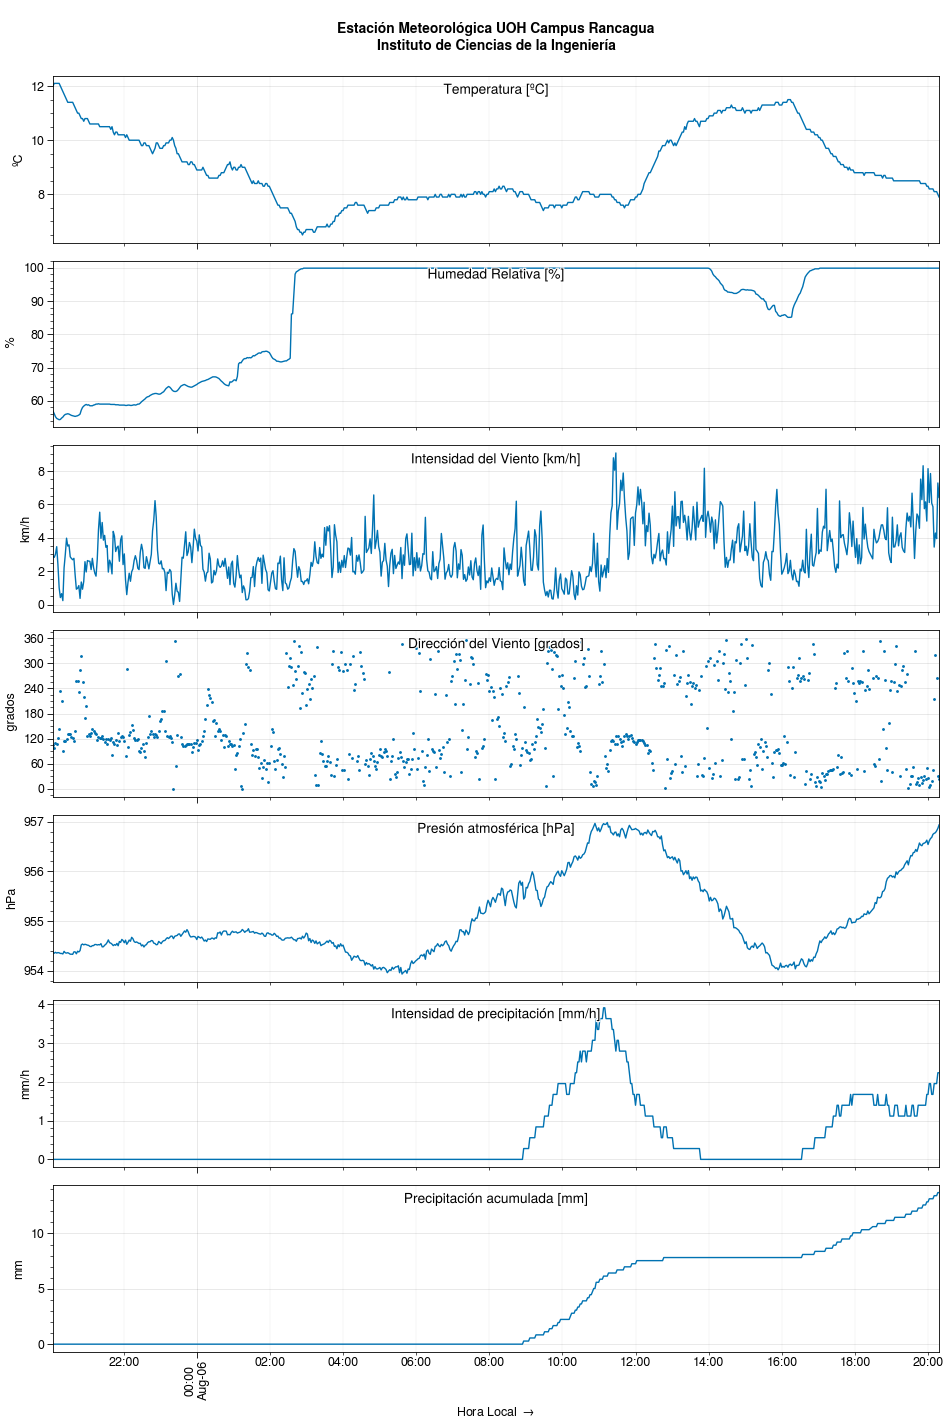 Estación Meteorológica UOH Campus Rancagua
Instituto de Ciencias de la Ingeniería
Temperatura [ºC]
12
10
8
ºC
Humedad Relativa [%]
100
90
80
70
60
%
Intensidad del Viento [km/h]
8
6
4
2
0
km/h
Dirección del Viento [grados]
360
300
240
180
120
60
0
grados
Presión atmosférica [hPa]
957
956
955
954
hPa
Intensidad de precipitación [mm/h]
4
3
2
1
0
mm/h
Precipitación acumulada [mm]
10
5
0
mm
22:00
00:00
Aug-06
02:00
04:00
06:00
08:00
10:00
12:00
14:00
16:00
18:00
20:00
Hora Local →